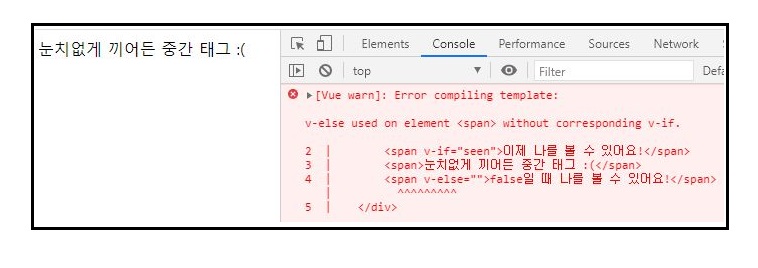 눈치없게 끼어든 중간 태그 :(
Elements Console Performance Sources Network
top Filter Defa
[Vue warn]: Error compiling template:
v-else used on element <span> without corresponding v-if.
2 | <span v-if="seen">이제 나를 볼 수 있어요!</span>
3 | <span>눈치없게 끼어든 중간 태그 :(</span>
4 | <span v-else="">false일 때 나를 볼 수 있어요!</span>
| ^^^^^^^^^
5 | </div>